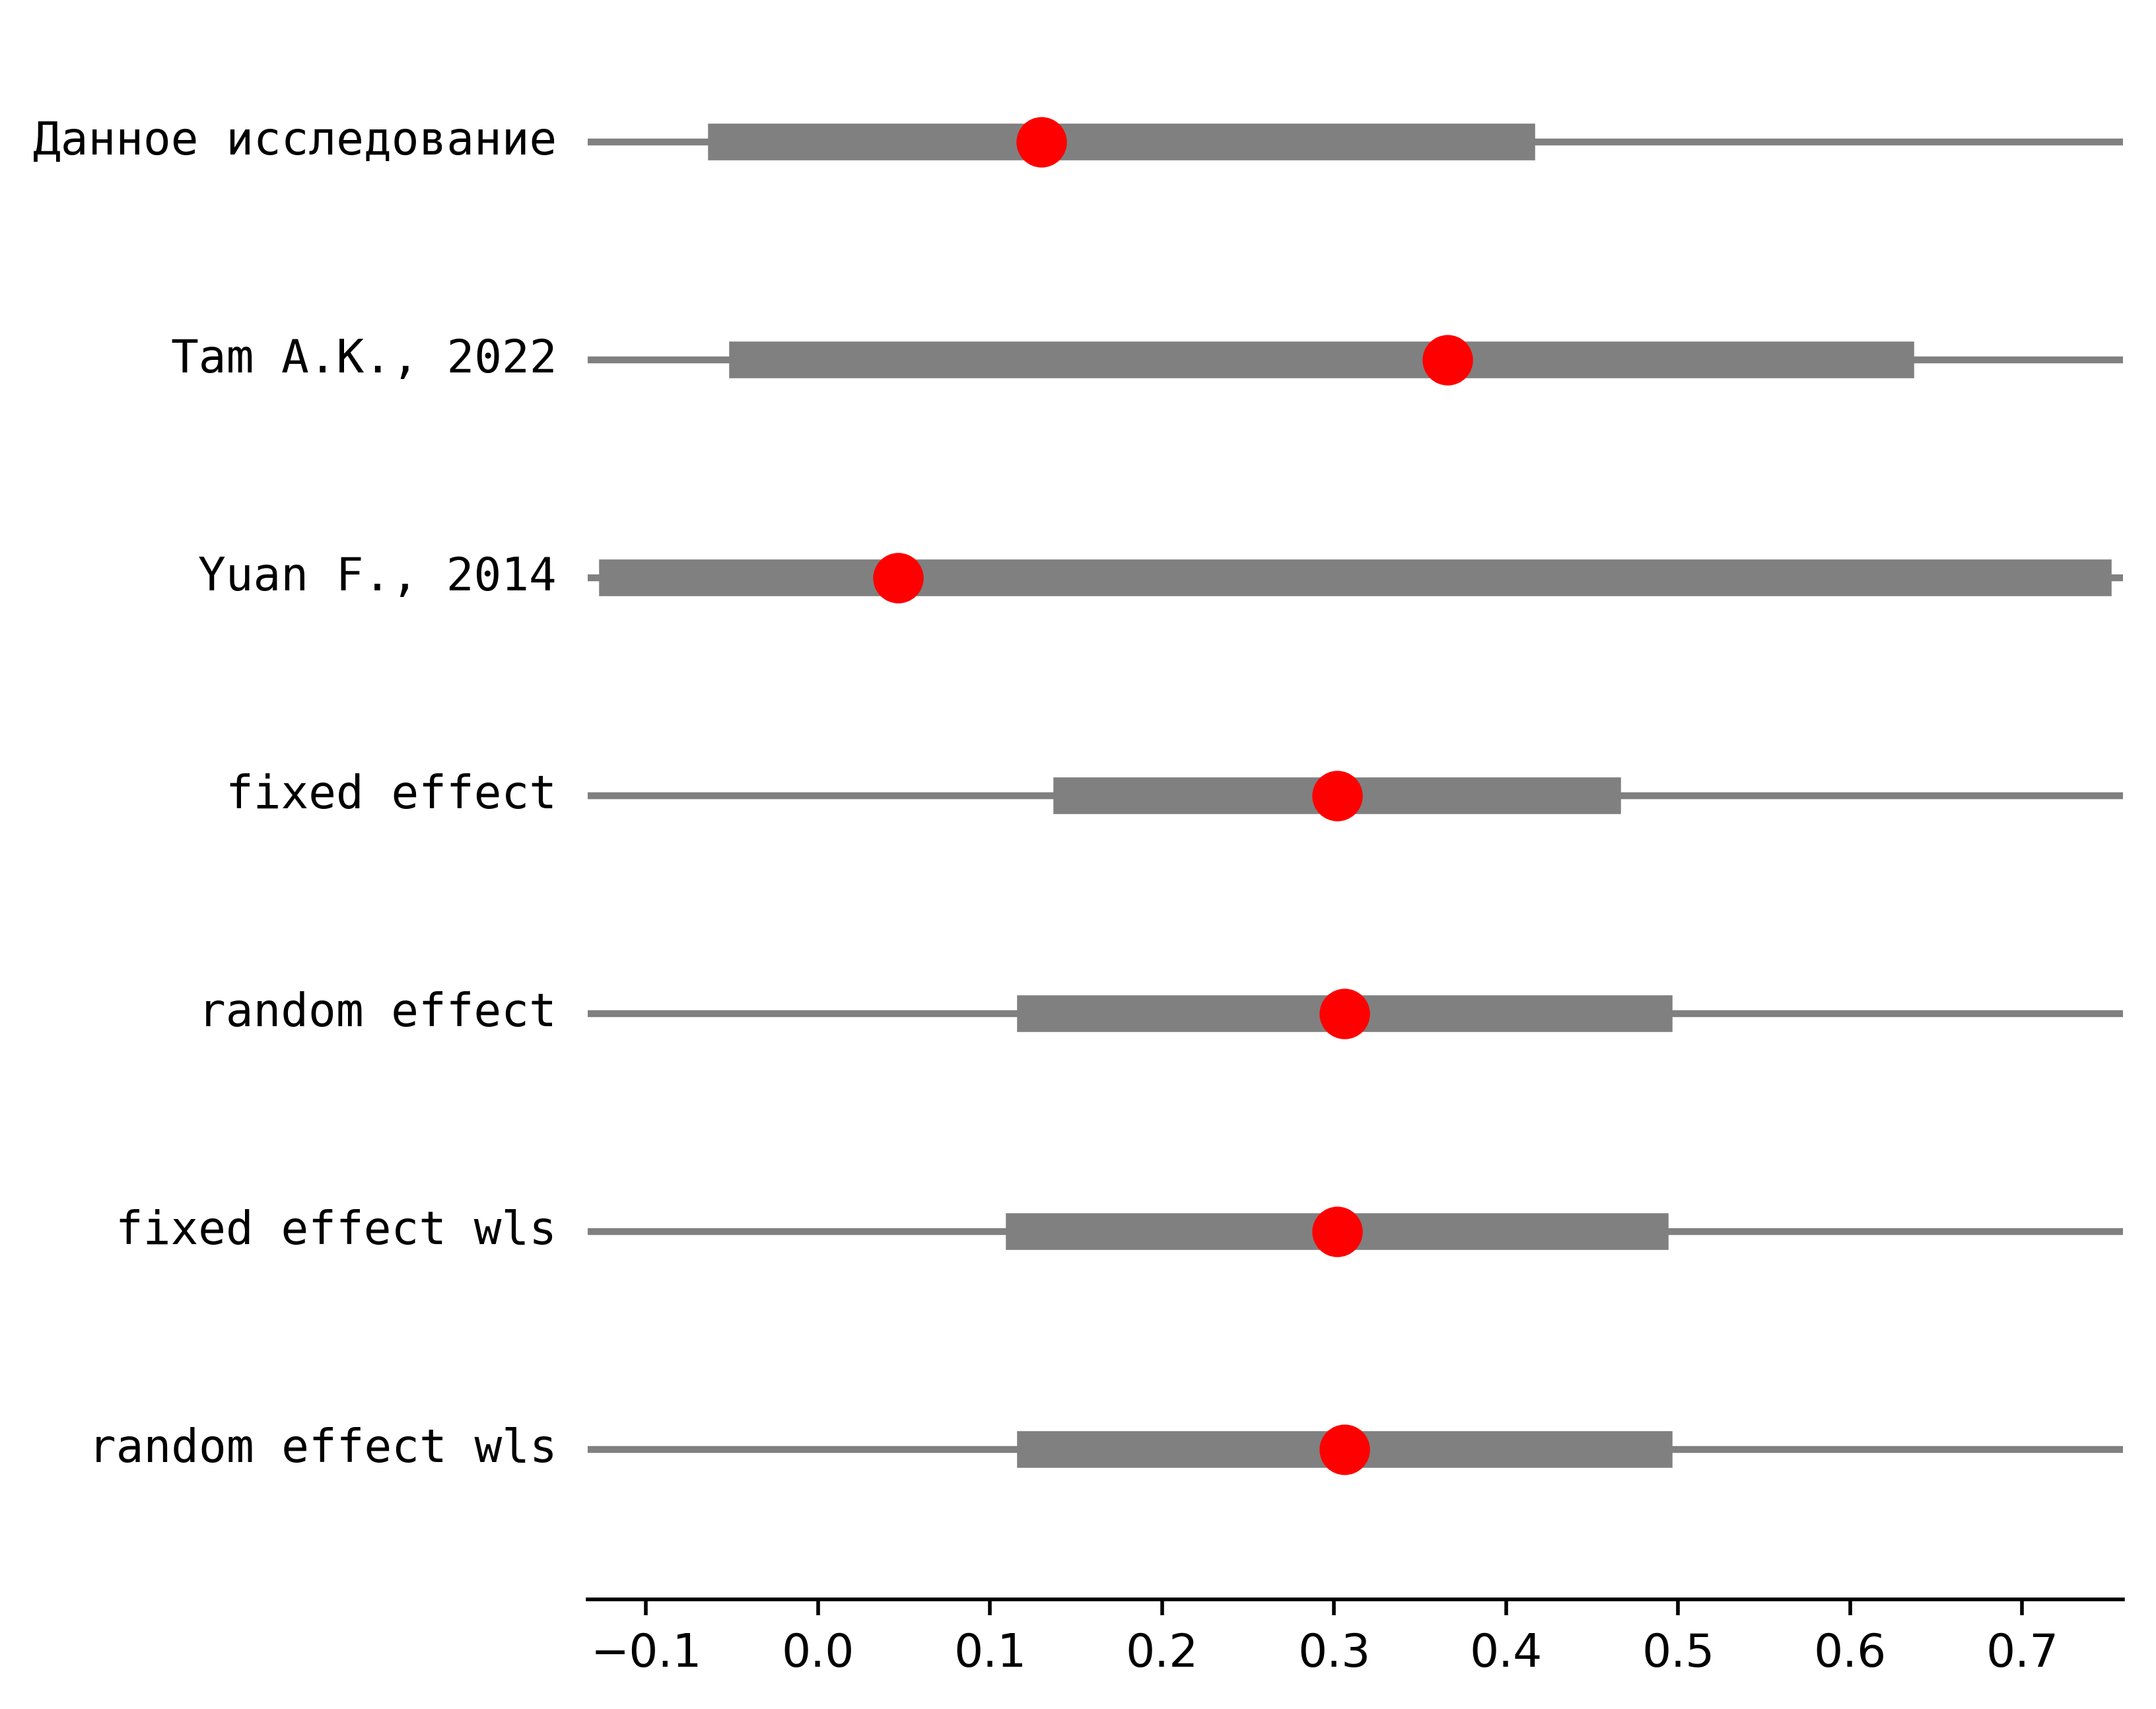 Данное исследование
Tam A.K., 2022
Yuan F., 2014
fixed effect
random effect
fixed effect wls
random effect wls
−0.1 0.0 0.1 0.2 0.3 0.4 0.5 0.6 0.7